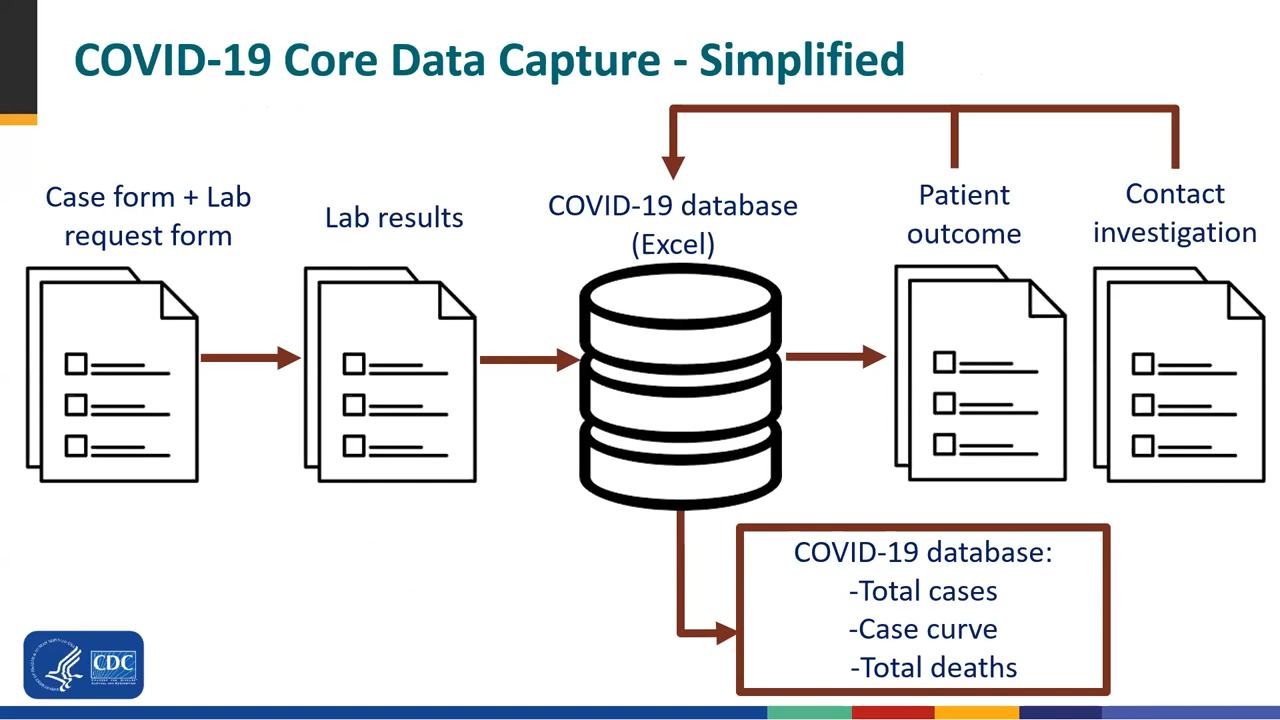 COVID-19 Core Data Capture - Simplified
Case form + Lab
request form
Lab results
COVID-19 database
(Excel)
Patient
outcome
Contact
investigation
COVID-19 database:
-Total cases
-Case curve
-Total deaths
CDC